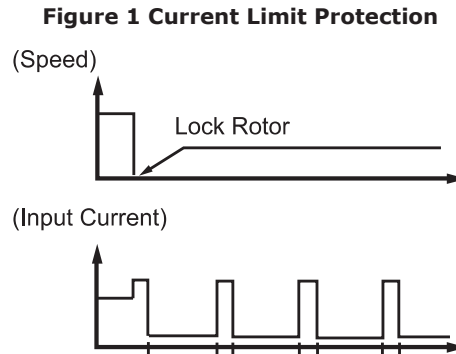 Figure 1 Current Limit Protection
(Speed)
Lock Rotor
(Input Current)